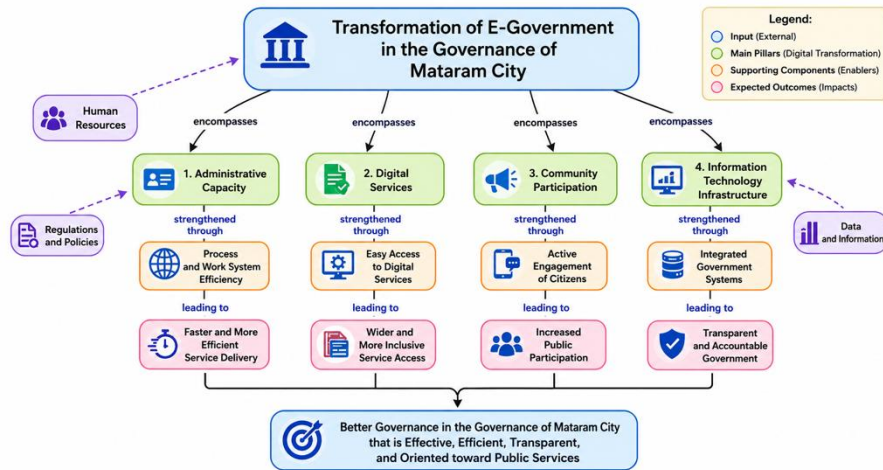 Transformation of E-Government
in the Governance of
Mataram City
Legend:
Input (External)
Main Pillars (Digital Transformation)
Supporting Components (Enablers)
Expected Outcomes (Impacts)
Human
Resources
encompasses
encompasses
encompasses
encompasses
1. Administrative
Capacity
2. Digital
Services
3. Community
Participation
4. Information
Technology
Infrastructure
Regulations
and Policies
Data
and Information
strengthened
through
strengthened
through
strengthened
through
strengthened
through
Process
and Work System
Efficiency
Easy Access
to Digital
Services
Active
Engagement
of Citizens
Integrated
Government
Systems
leading to
leading to
leading to
leading to
Faster and More
Efficient
Service Delivery
Wider and
More Inclusive
Service Access
Increased
Public
Participation
Transparent
and Accountable
Government
Better Governance in the Governance of Mataram City
that is Effective, Efficient, Transparent,
and Oriented toward Public Services